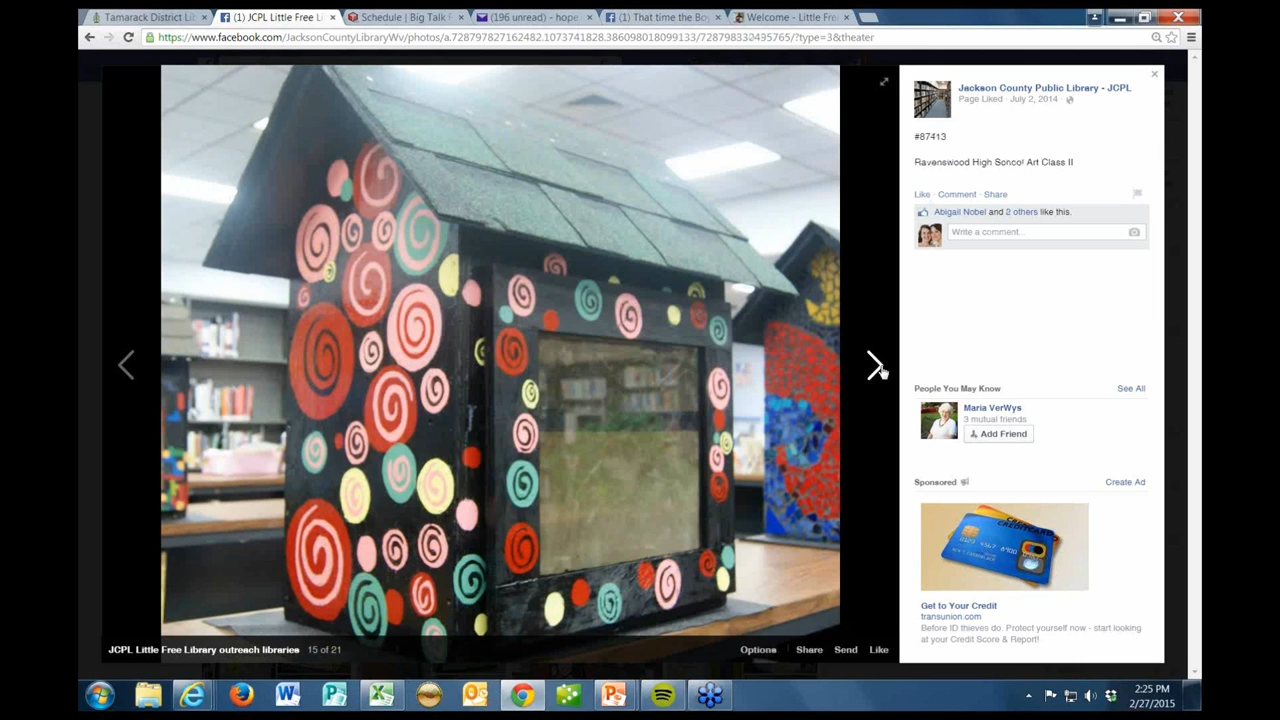 Tamarack District Lib
(1) JCPL Little Free Li
Schedule | Big Talk F
(196 unread) - hope
(1) That time the Boy
Welcome - Little Free
https://www.facebook.com/JacksonCountyLibraryWv/photos/a.728797827162482.1073741828.386098018099133/728798332495765/?type=3&theater
Jackson County Public Library - JCPL
Page Liked · July 2, 2014 ·
#87413
Ravenswood High Art Class II
Like · Comment · Share
Abigail Nobel and 2 others like this.
Write a comment...
People You May Know
See All
Maria VerWys
3 mutual friends
Add Friend
Sponsored
Create Ad
Get to Your Credit
transunion.com
Before ID thieves do. Protect yourself now - start looking
at your Credit Score & Report!
JCPL Little Free Library outreach libraries
15 of 21
Options
Share
Send
Like
2:25 PM
2/27/2015